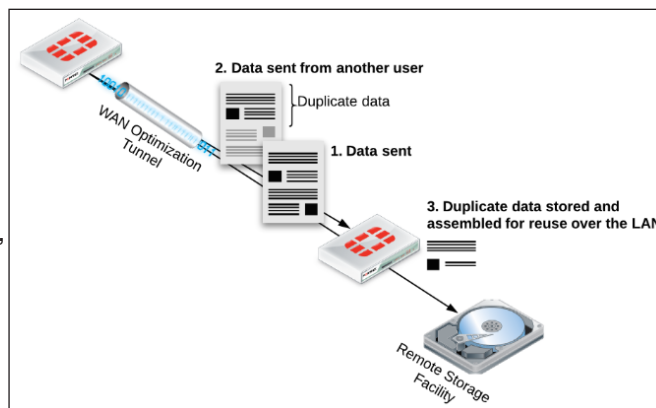 2. Data sent from another user
Duplicate data
1. Data sent
WAN Optimization
Tunnel
3. Duplicate data stored and
assembled for reuse over the LAN
Remote Storage
Facility